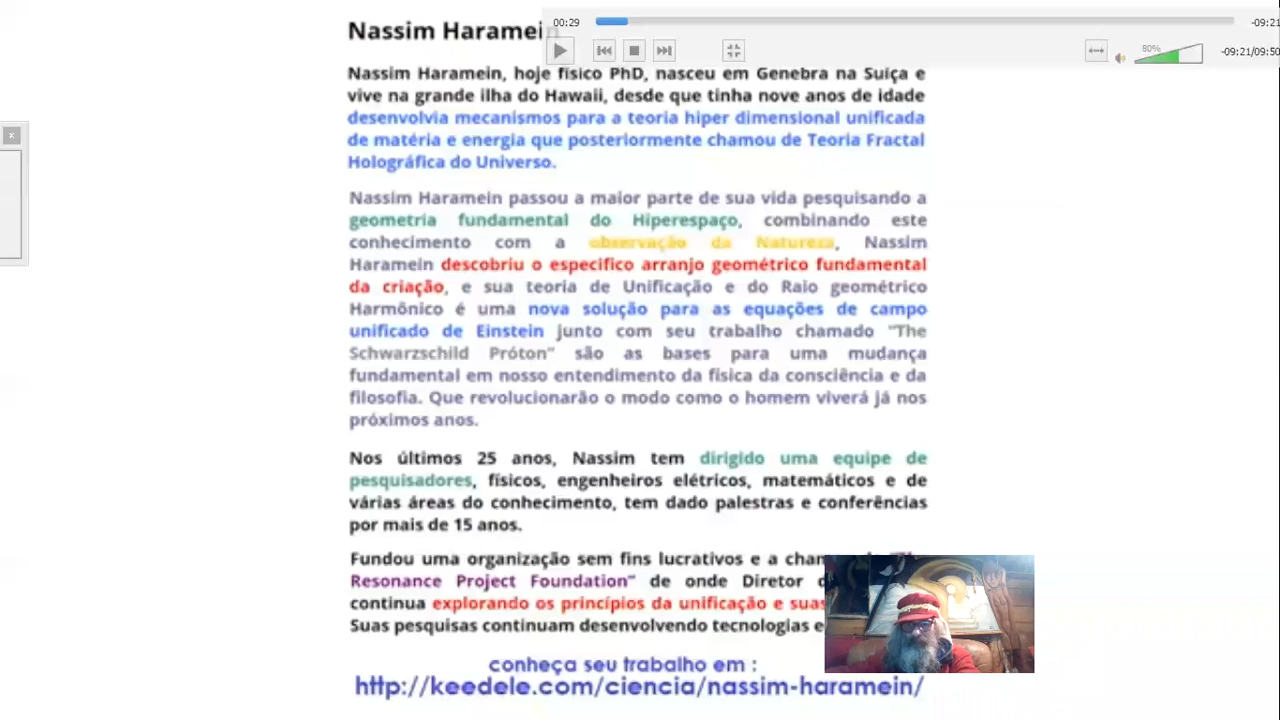 00:29
-09:21
80%
-09:21/09:50
Nassim Haramein
Nassim Haramein, hoje físico PhD, nasceu em Genebra na Suíça e
vive na grande ilha do Hawaii, desde que tinha nove anos de idade
desenvolvia mecanismos para a teoria hiper dimensional unificada
de matéria e energia que posteriormente chamou de Teoria Fractal
Holográfica do Universo.
Nassim Haramein passou a maior parte de sua vida pesquisando a
geometria fundamental do Hiperespaço, combinando este
conhecimento com a observação da Natureza, Nassim
Haramein descobriu o específico arranjo geométrico fundamental
da criação, e sua teoria de Unificação e do Raio geométrico
Harmônico é uma nova solução para as equações de campo
unificado de Einstein junto com seu trabalho chamado "The
Schwarzschild Próton" são as bases para uma mudança
fundamental em nosso entendimento da física da consciência e da
filosofia. Que revolucionarão o modo como o homem viverá já nos
próximos anos.
Nos últimos 25 anos, Nassim tem dirigido uma equipe de
pesquisadores, físicos, engenheiros elétricos, matemáticos e de
várias áreas do conhecimento, tem dado palestras e conferências
por mais de 15 anos.
Fundou uma organização sem fins lucrativos e a
Resonance Project Foundation" de onde Diretor
continua explorando os princípios da unificação e suas
Suas pesquisas continuam desenvolvendo tecnologias e
conheça seu trabalho em :
http://keedele.com/ciencia/nassim-haramein/